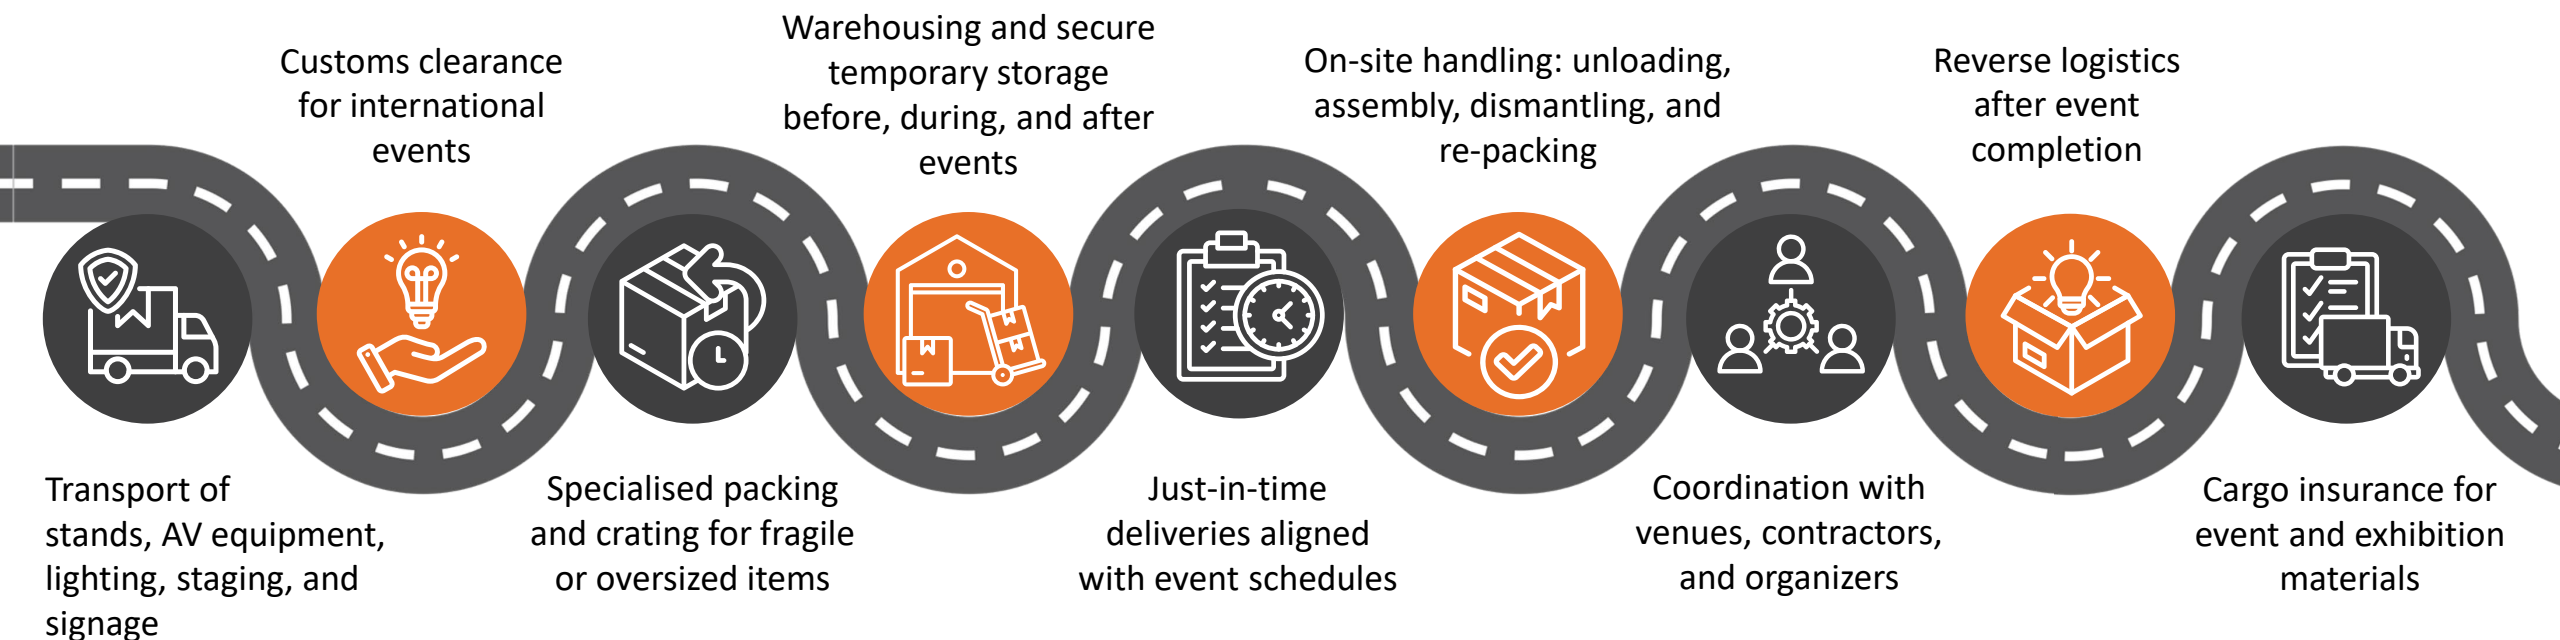 Transport of
stands, AV equipment,
lighting, staging, and
signage
Customs clearance
for international
events
Specialised packing
and crating for fragile
or oversized items
Warehousing and secure
temporary storage
before, during, and after
events
Just-in-time
deliveries aligned
with event schedules
On-site handling: unloading,
assembly, dismantling, and
re-packing
Coordination with
venues, contractors,
and organizers
Reverse logistics
after event
completion
Cargo insurance for
event and exhibition
materials